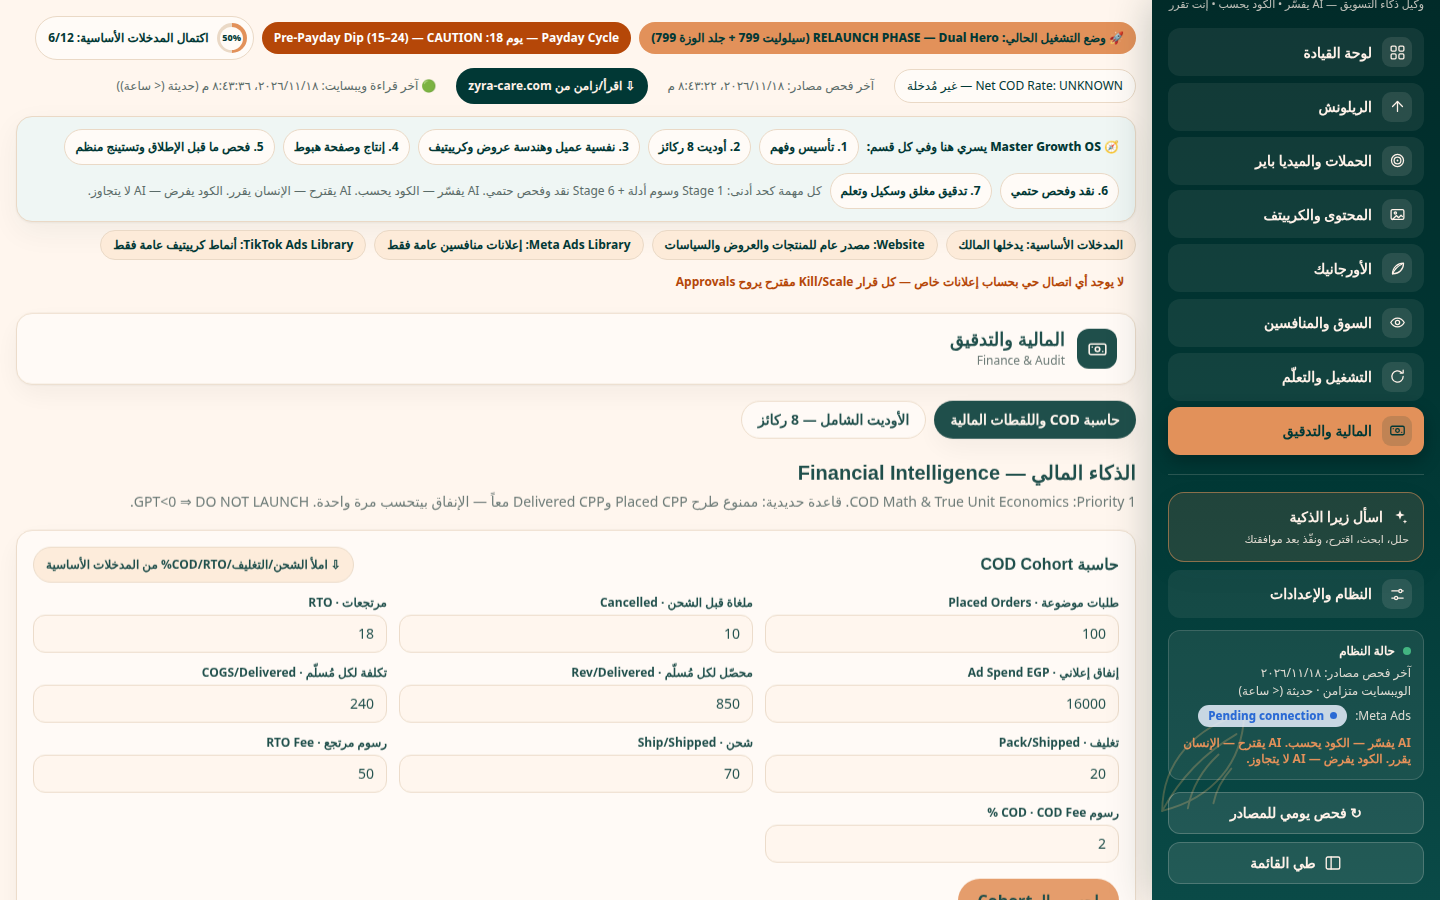 🚀 وضع التشغيل الحالي: RELAUNCH PHASE — Dual Hero (سيلوليت 799 + جلد الوزة 799)
Payday Cycle — يوم 18: Pre-Payday Dip (15–24) — CAUTION
50%
اكتمال المدخلات الأساسية: 6/12
Net COD Rate: UNKNOWN — غير مُدخلة
آخر فحص مصادر: ٢٠٢٦/١١/١٨، ٨:٤٣:٢٢ م
⇩ اقرأ/زامن من zyra-care.com
🟢 آخر قراءة ويبسايت: ٢٠٢٦/١١/١٨، ٨:٤٣:٣٦ م (حديثة (< ساعة))
🧭 Master Growth OS يسري هنا وفي كل قسم:
1. تأسيس وفهم
2. أوديت 8 ركائز
3. نفسية عميل وهندسة عروض وكرييتيف
4. إنتاج وصفحة هبوط
5. فحص ما قبل الإطلاق وتستينج منظم
6. نقد وفحص حتمي
7. تدقيق مغلق وسكيل وتعلم
كل مهمة كحد أدنى: Stage 1 وسوم أدلة + Stage 6 نقد وفحص حتمي. AI يفسّر — الكود يحسب. AI يقترح — الإنسان يقرر. الكود يفرض — AI لا يتجاوز.
المدخلات الأساسية: يدخلها المالك
Website: مصدر عام للمنتجات والعروض والسياسات
Meta Ads Library: إعلانات منافسين عامة فقط
TikTok Ads Library: أنماط كرييتيف عامة فقط
لا يوجد أي اتصال حي بحساب إعلانات خاص — كل قرار Kill/Scale مقترح يروح Approvals
المالية والتدقيق
Finance & Audit
حاسبة COD واللقطات المالية
الأوديت الشامل — 8 ركائز
الذكاء المالي — Financial Intelligence
Priority 1: COD Math & True Unit Economics. قاعدة حديدية: ممنوع طرح Placed CPP وDelivered CPP معاً — الإنفاق بيتحسب مرة واحدة. GPT<0 ⇒ DO NOT LAUNCH.
حاسبة COD Cohort
⇩ املأ الشحن/التغليف/COD/RTO% من المدخلات الأساسية
طلبات موضوعة · Placed Orders
100
ملغاة قبل الشحن · Cancelled
10
مرتجعات · RTO
18
إنفاق إعلاني · Ad Spend EGP
16000
محصّل لكل مُسلّم · Rev/Delivered
850
تكلفة لكل مُسلّم · COGS/Delivered
240
تغليف · Pack/Shipped
20
شحن · Ship/Shipped
70
رسوم مرتجع · RTO Fee
50
رسوم COD · COD Fee %
2
وكيل ذكاء التسويق — AI يفسّر • الكود يحسب • إنت تقرر
لوحة القيادة
الريلونش
الحملات والميديا باير
المحتوى والكرييتف
الأورجانيك
السوق والمنافسين
التشغيل والتعلّم
المالية والتدقيق
اسأل زيرا الذكية
حلل، ابحث، اقترح، ونفّذ بعد موافقتك
النظام والإعدادات
حالة النظام
آخر فحص مصادر: ٢٠٢٦/١١/١٨
الويبسايت متزامن · حديثة (< ساعة)
Meta Ads:
Pending connection
AI يفسّر — الكود يحسب. AI يقترح — الإنسان
يقرر. الكود يفرض — AI لا يتجاوز.
↻ فحص يومي للمصادر
طي القائمة